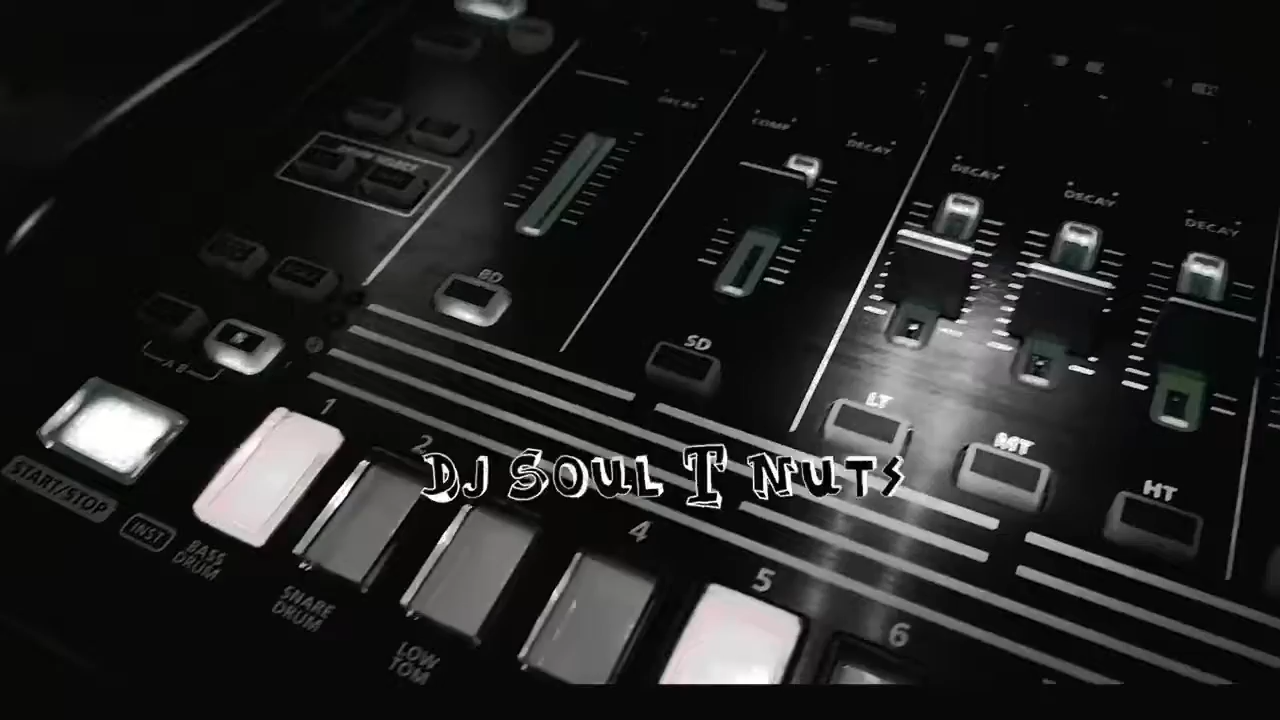 DECAY
COMP
DECAY
DECAY
DECAY
DECAY
BD
SD
A B
LT
MT
HT
START/STOP
INST
1
2
4
5
6
BASS
DRUM
SNARE
DRUM
LOW
TOM
DJ SOUL T NUTS